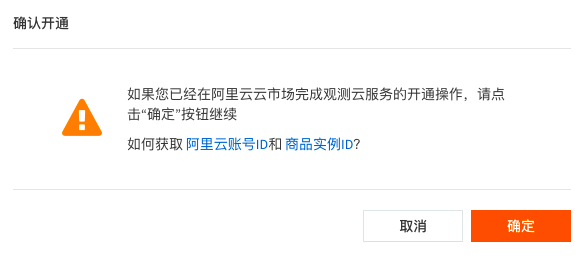 确认开通
如果您已经在阿里云云市场完成观测云服务的开通操作，请点
击“确定”按钮继续
如何获取 阿里云账号ID和 商品实例ID？
取消
确定